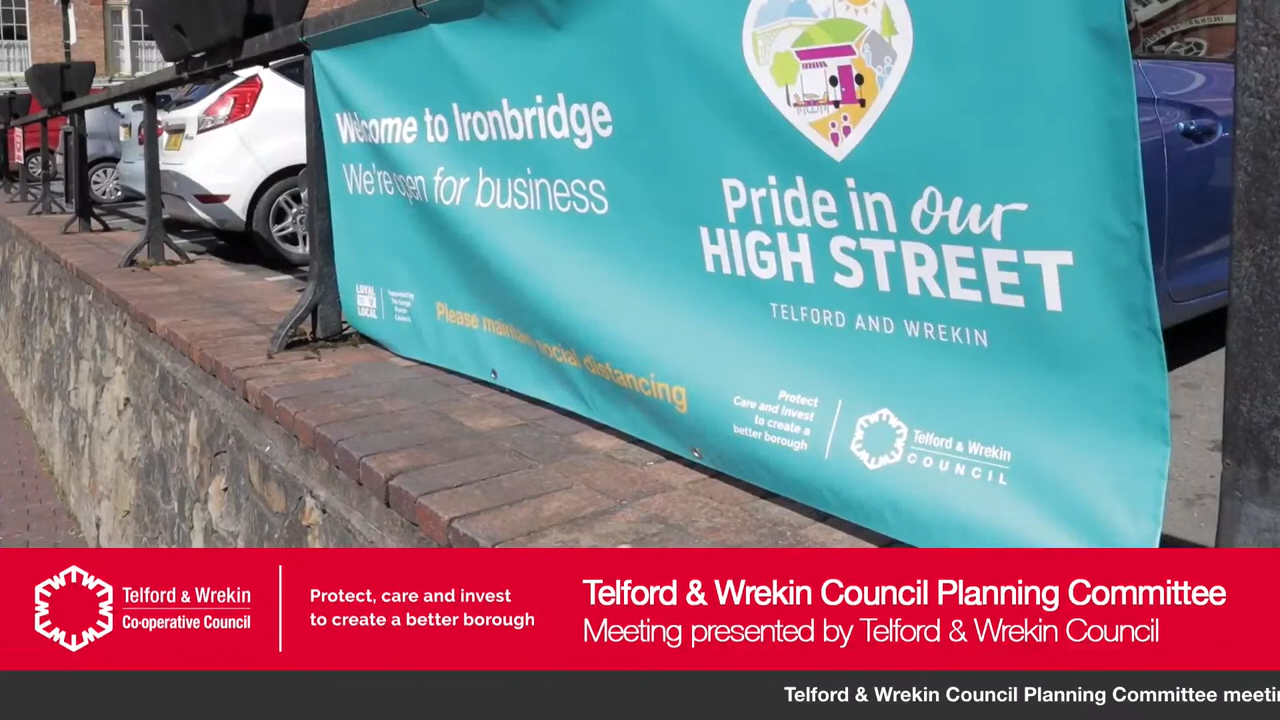 Welcome to Ironbridge
We're open for business
Pride in our
HIGH STREET
TELFORD AND WREKIN
LOYAL
TO
LOCAL
Please maintain social distancing
Protect
Care and invest
to create a
better borough
Telford & Wrekin
COUNCIL
Telford & Wrekin
Co-operative Council
Protect, care and invest
to create a better borough
Telford & Wrekin Council Planning Committee
Meeting presented by Telford & Wrekin Council
Telford & Wrekin Council Planning Committee meeti